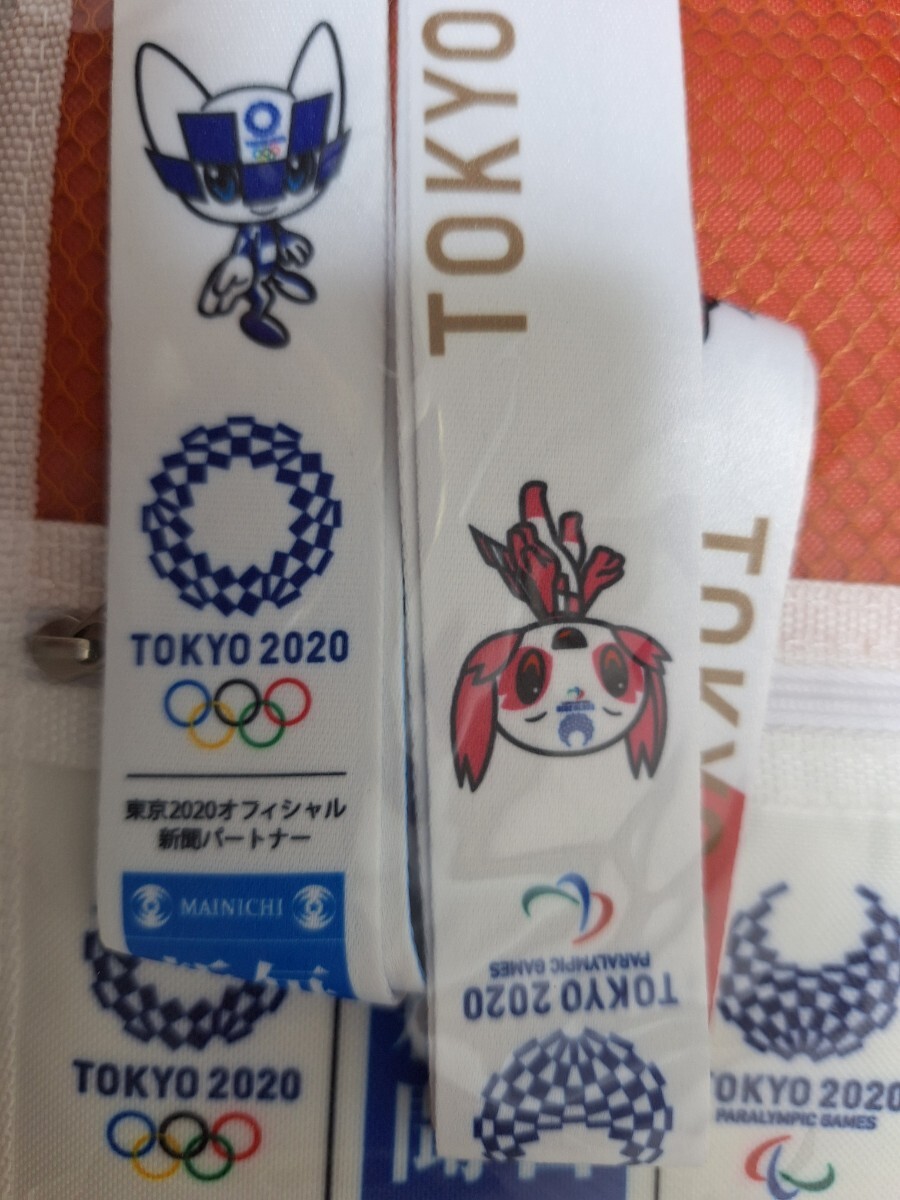 TOKYO 2020
東京2020オフィシャル
新聞パートナー
MAINICHI
TOKYO
TOKYO 2020
PARALYMPIC GAMES
TOKYO
TOKYO 2020
TOKYO 2020
PARALYMPIC GAMES